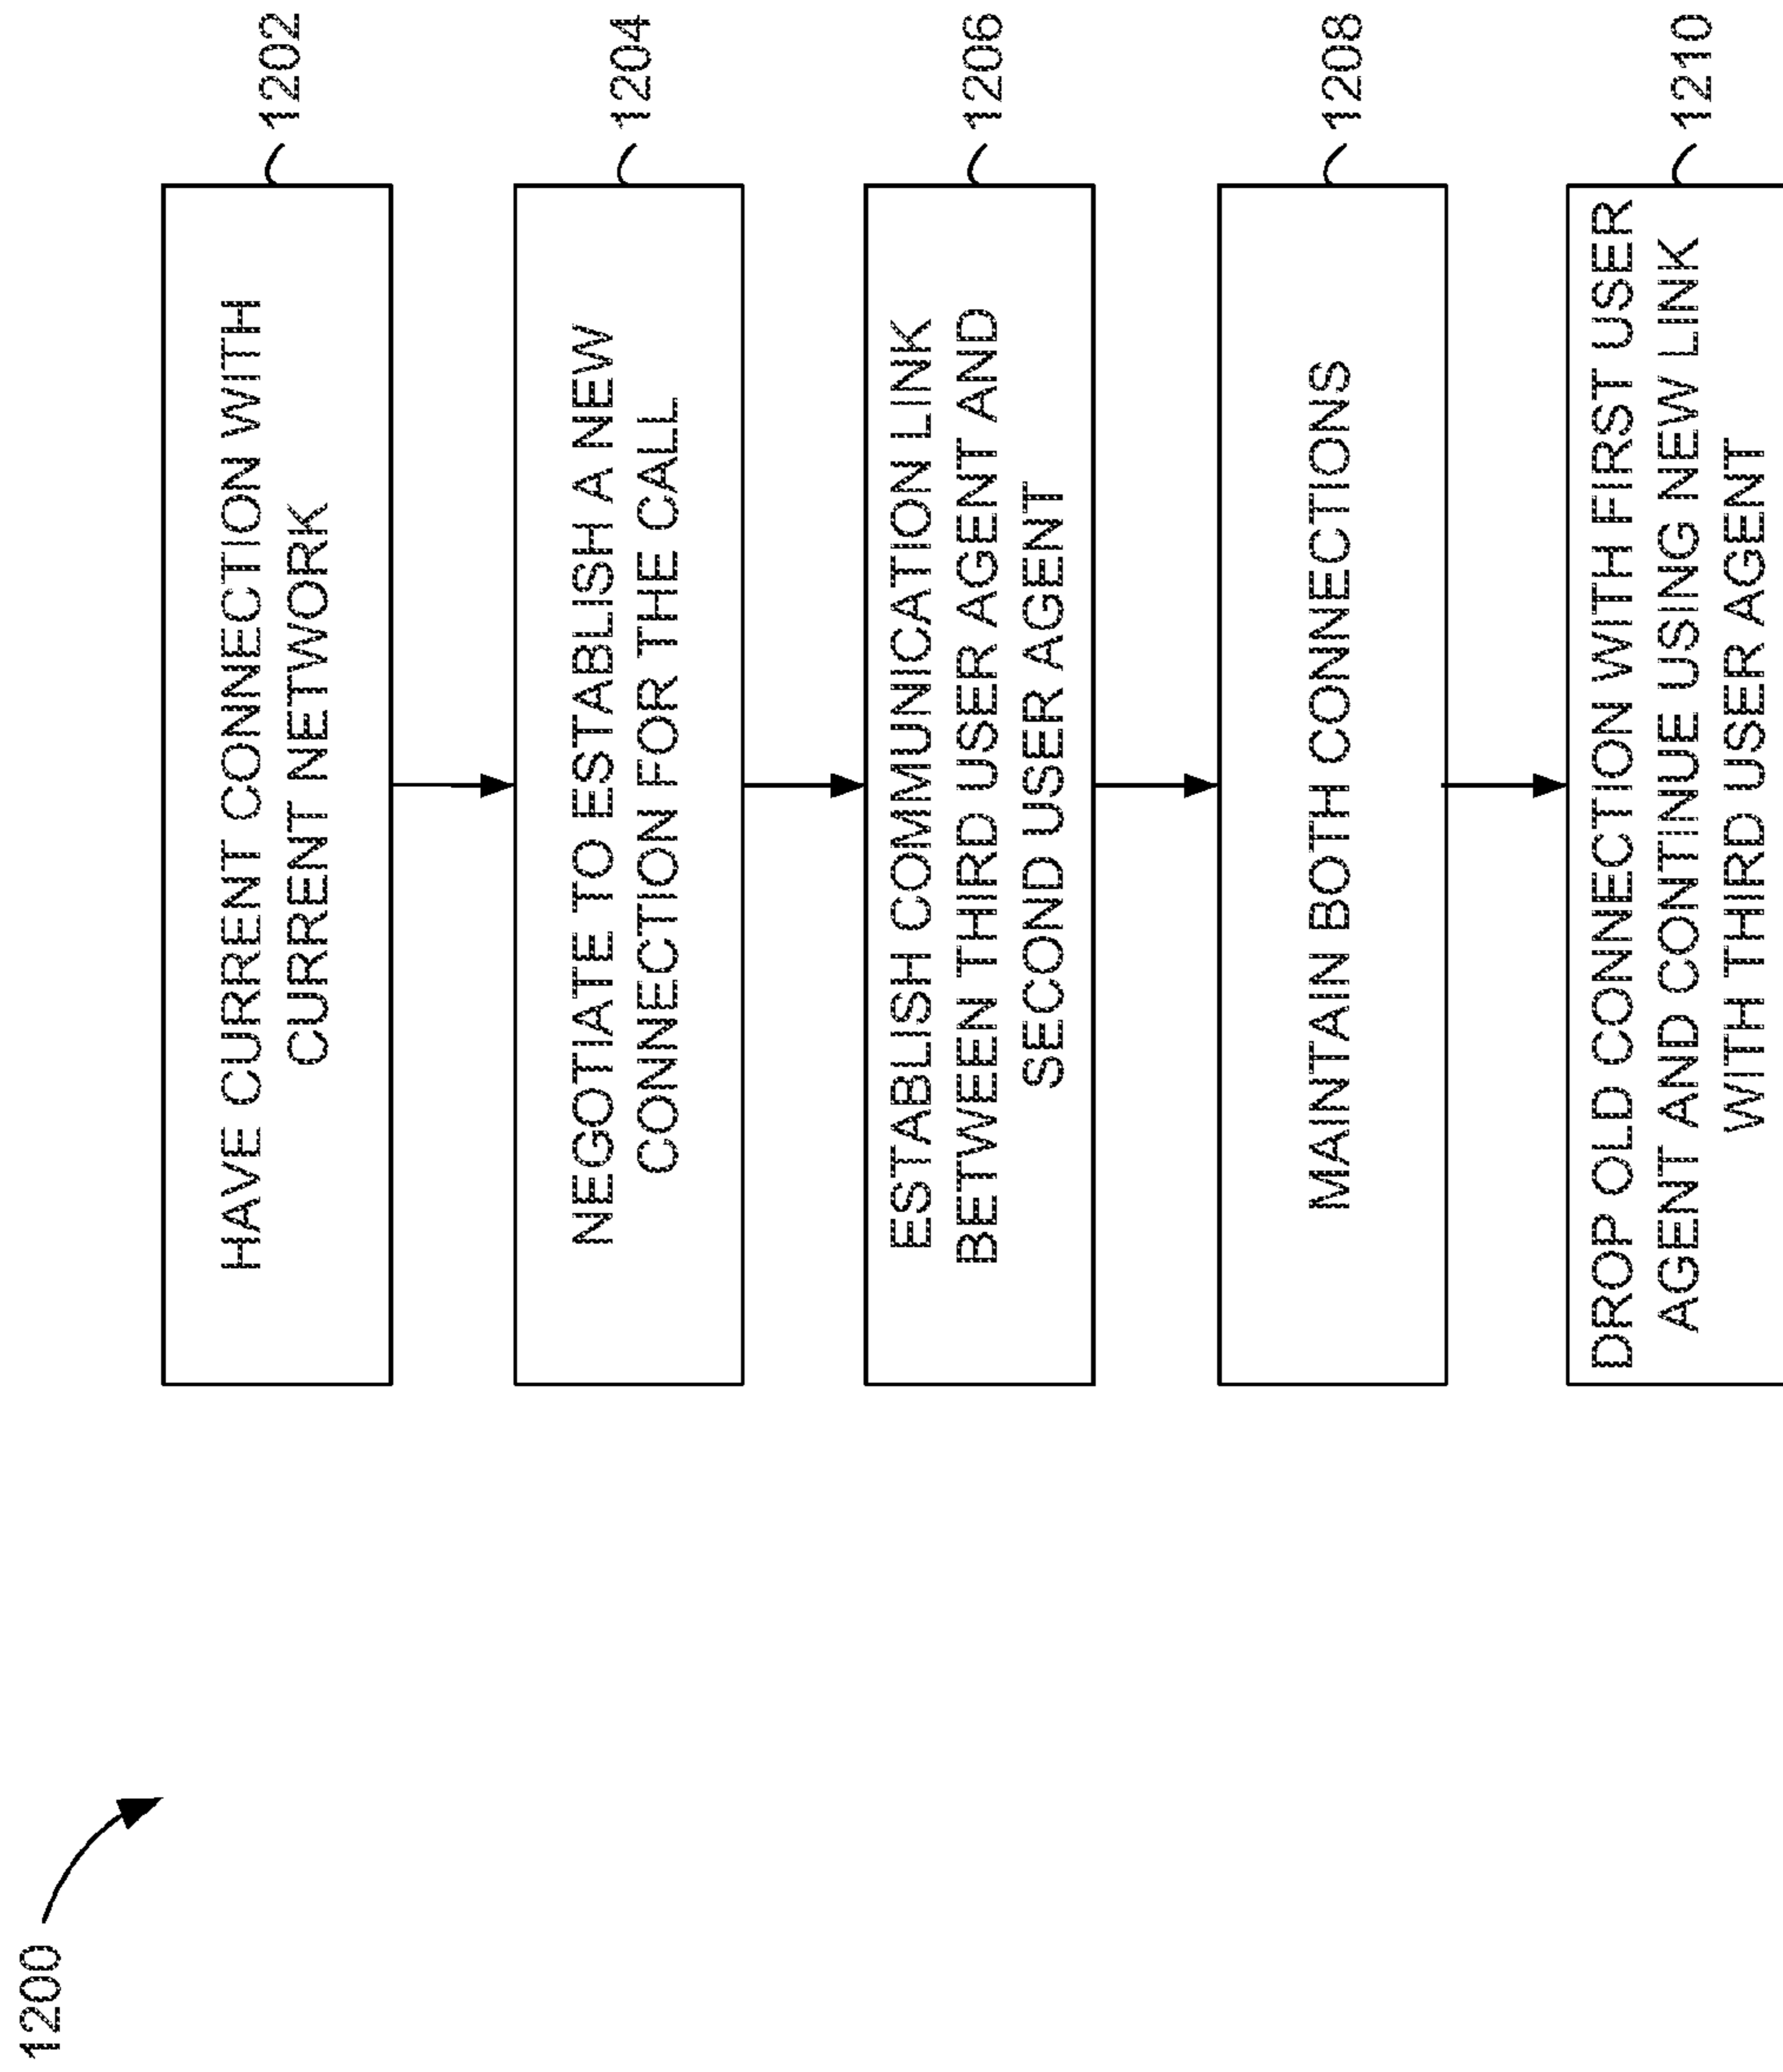 1200
HAVE CURRENT CONNECTION WITH
CURRENT NETWORK
1202
NEGOTIATE TO ESTABLISH A NEW
CONNECTION FOR THE CALL
1204
ESTABLISH COMMUNICATION LINK
BETWEEN THIRD USER AGENT AND
SECOND USER AGENT
1206
MAINTAIN BOTH CONNECTIONS
1208
DROP OLD CONNECTION WITH FIRST USER
AGENT AND CONTINUE USING NEW LINK
WITH THIRD USER AGENT
1210